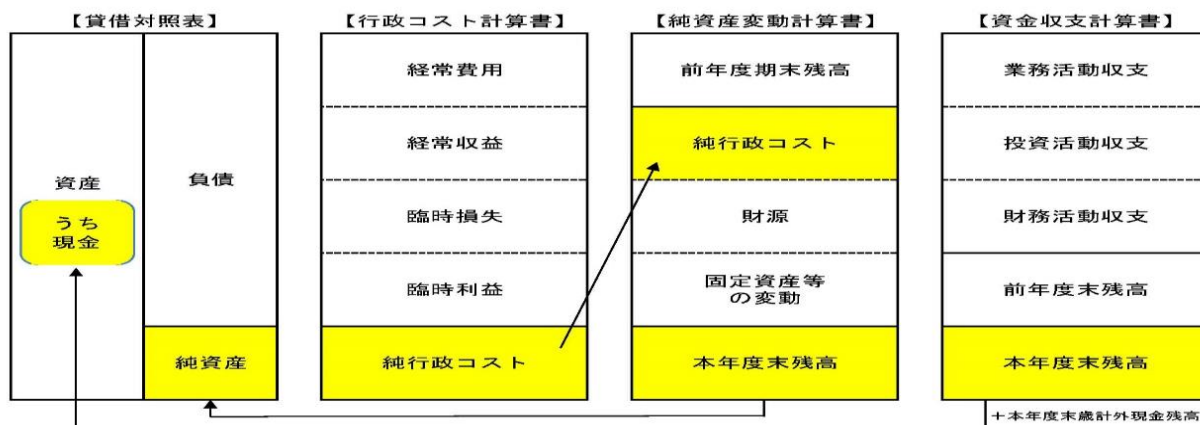 【貸借対照表】
資産
うち
現金
負債
純資産
【行政コスト計算書】
経常費用
経常収益
臨時損失
臨時利益
純行政コスト
【純資産変動計算書】
前年度期末残高
純行政コスト
財源
固定資産等
の変動
本年度末残高
【資金収支計算書】
業務活動収支
投資活動収支
財務活動収支
前年度末残高
本年度末残高
＋本年度末歳計外現金残高